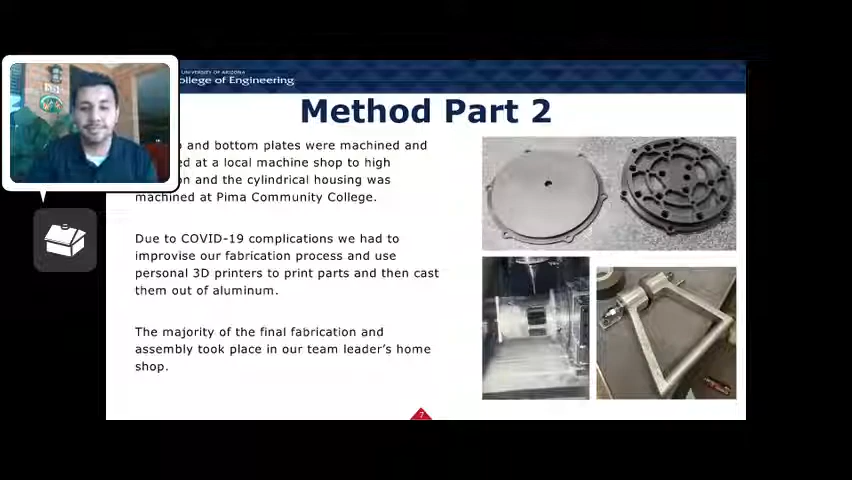 UNIVERSITY OF ARIZONA
College of Engineering
Method Part 2
and bottom plates were machined and
at a local machine shop to high
and the cylindrical housing was
machined at Pima Community College.
Due to COVID-19 complications we had to
improvise our fabrication process and use
personal 3D printers to print parts and then cast
them out of aluminum.
The majority of the final fabrication and
assembly took place in our team leader's home
shop.
7